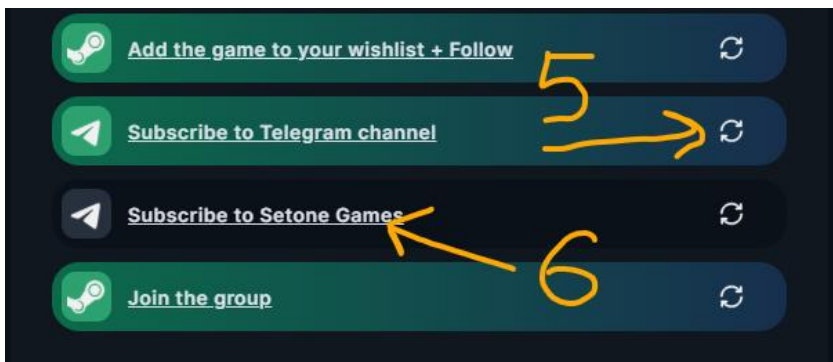 Add the game to your wishlist + Follow
5
Subscribe to Telegram channel
Subscribe to Setone Games
6
Join the group